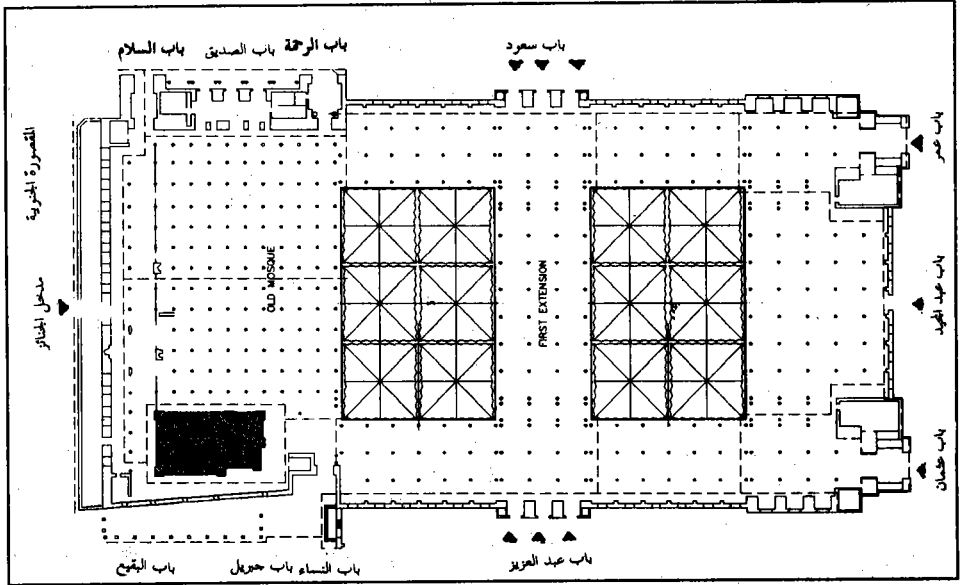 باب السلام
باب الصديق
باب الرحمة
باب سعود
المقصورة الجنوبية
مدخل الجنائز
OLD MOSQUE
FIRST EXTENSION
باب عمر
باب عبد المجيد
باب عثمان
باب البقيع
باب جبريل
باب النساء
باب عبد العزيز